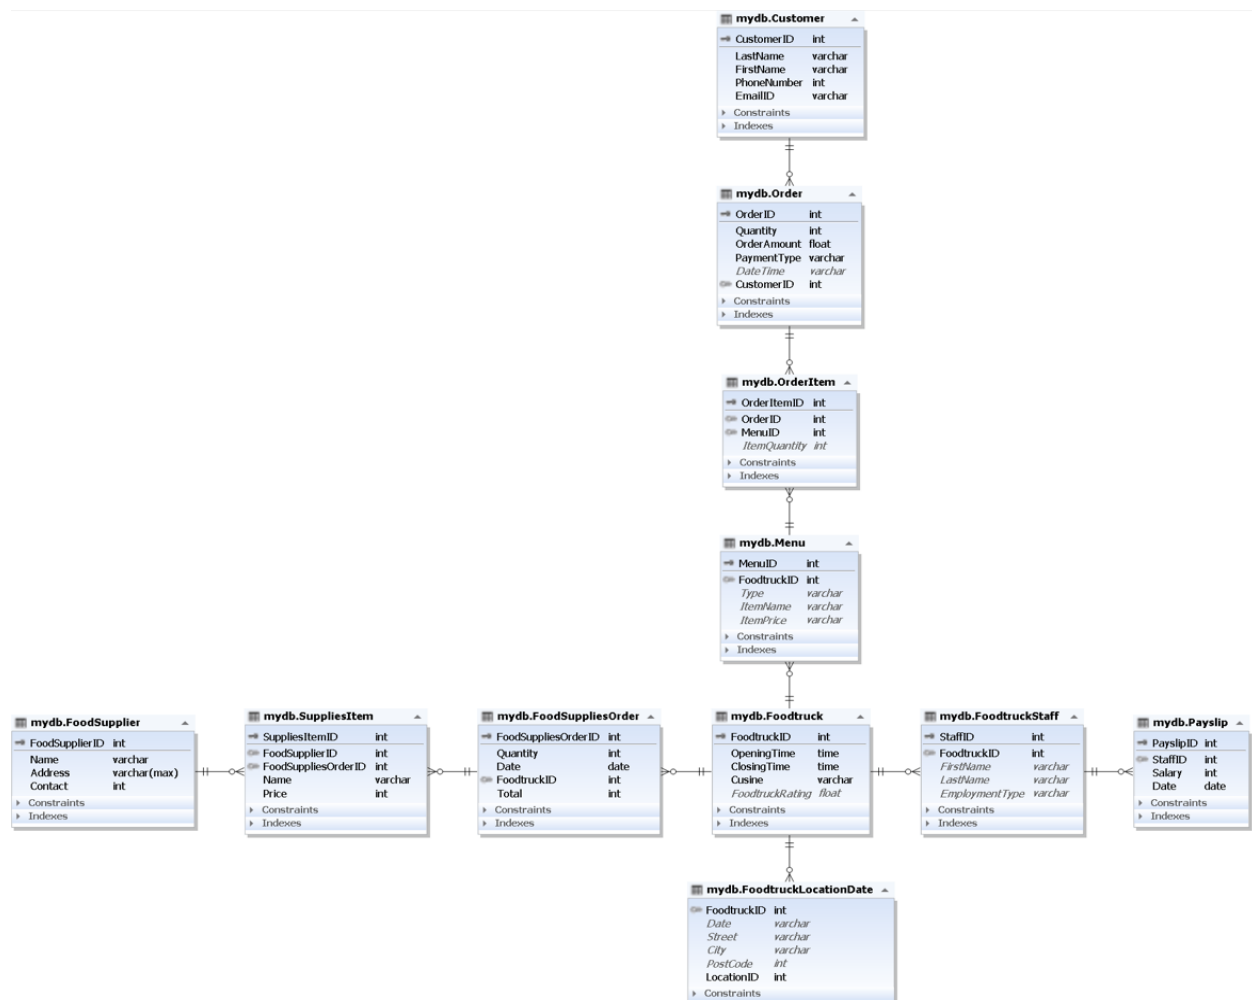 mydb.Customer
CustomerID int
LastName varchar
FirstName varchar
PhoneNumber int
EmailID varchar
Constraints
Indexes
mydb.Order
OrderID int
Quantity int
OrderAmount float
PaymentType varchar
DateTime varchar
CustomerID int
Constraints
Indexes
mydb.OrderItem
OrderItemID int
OrderID int
MenuID int
ItemQuantity int
Constraints
Indexes
mydb.Menu
MenuID int
FoodtruckID int
Type varchar
ItemName varchar
ItemPrice varchar
Constraints
Indexes
mydb.FoodSupplier
FoodSupplierID int
Name varchar
Address varchar(max)
Contact int
Constraints
Indexes
mydb.SuppliesItem
SuppliesItemID int
FoodSupplierID int
FoodSuppliesOrderID int
Name varchar
Price int
Constraints
Indexes
mydb.FoodSuppliesOrder
FoodSuppliesOrderID int
Quantity int
Date date
FoodtruckID int
Total int
Constraints
Indexes
mydb.Foodtruck
FoodtruckID int
OpeningTime time
ClosingTime time
Cusine varchar
FoodtruckRating float
Constraints
Indexes
mydb.FoodtruckStaff
StaffID int
FoodtruckID int
FirstName varchar
LastName varchar
EmploymentType varchar
Constraints
Indexes
mydb.Payslip
PayslipID int
StaffID int
Salary int
Date date
Constraints
Indexes
mydb.FoodtruckLocationDate
FoodtruckID int
Date varchar
Street varchar
City varchar
PostCode int
LocationID int
Constraints